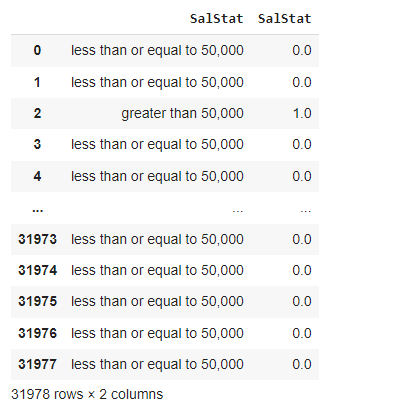 SalStat SalStat
0 less than or equal to 50,000 0.0
1 less than or equal to 50,000 0.0
2 greater than 50,000 1.0
3 less than or equal to 50,000 0.0
4 less than or equal to 50,000 0.0
... ... ...
31973 less than or equal to 50,000 0.0
31974 less than or equal to 50,000 0.0
31975 less than or equal to 50,000 0.0
31976 less than or equal to 50,000 0.0
31977 less than or equal to 50,000 0.0
31978 rows × 2 columns